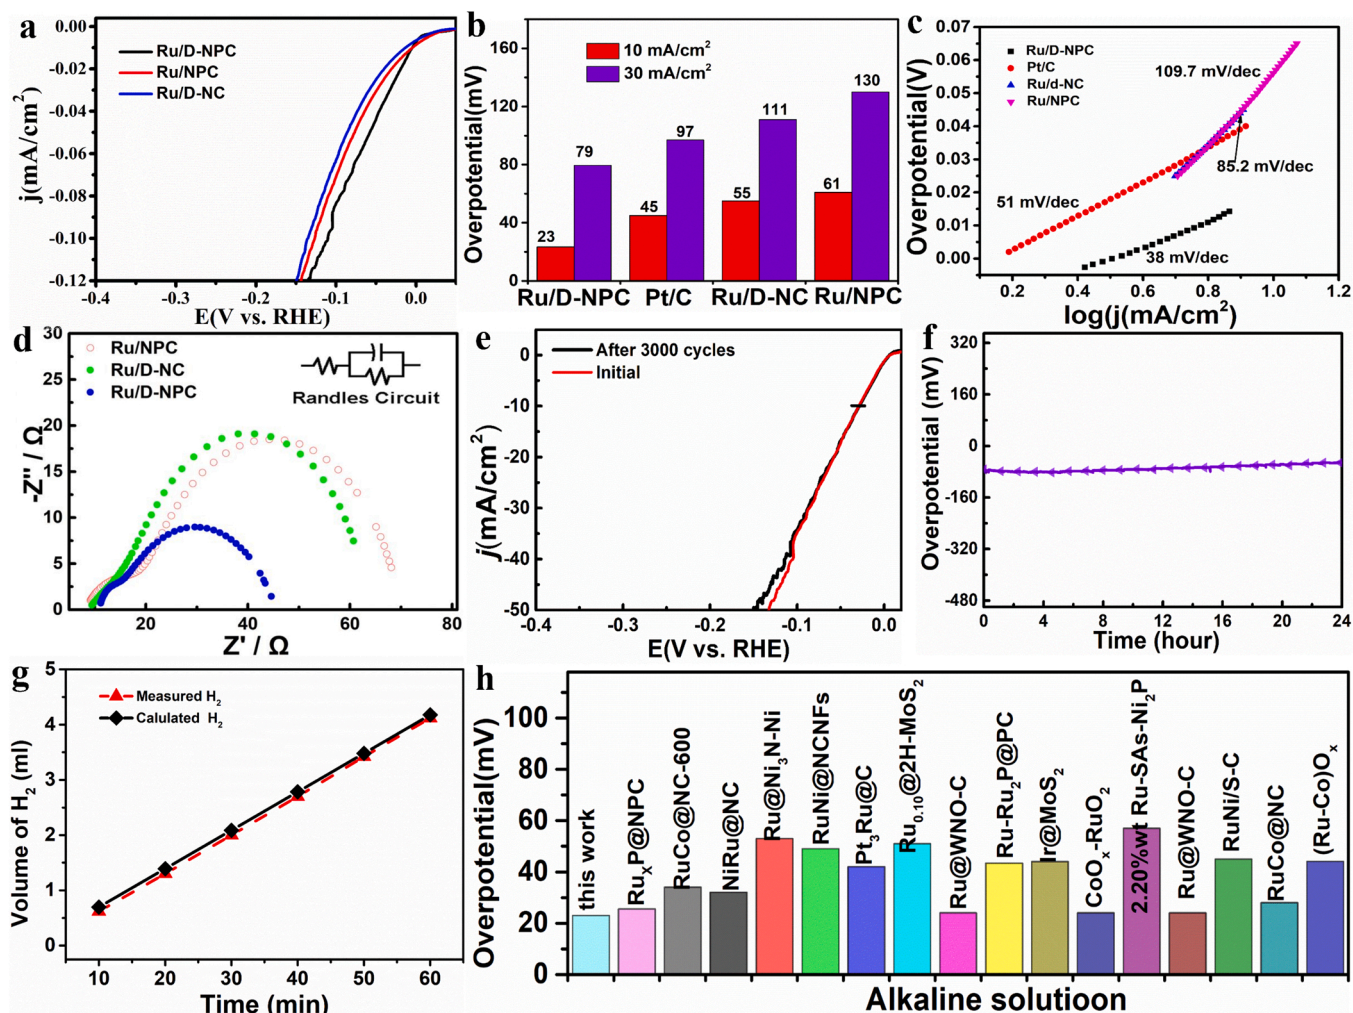 a
0.00
-0.02
-0.04
-0.06
-0.08
-0.10
-0.12
j(mA/cm²)
Ru/D-NPC
Ru/NPC
Ru/D-NC
-0.4
-0.3
-0.2
-0.1
0.0
E(V vs. RHE)
b
160
120
80
40
0
Overpotential(mV)
10 mA/cm²
30 mA/cm²
23
79
45
97
55
111
61
130
Ru/D-NPC
Pt/C
Ru/D-NC
Ru/NPC
c
0.07
0.06
0.05
0.04
0.03
0.02
0.01
0.00
Overpotential(V)
Ru/D-NPC
Pt/C
Ru/d-NC
Ru/NPC
109.7 mV/dec
85.2 mV/dec
51 mV/dec
38 mV/dec
0.2
0.4
0.6
0.8
1.0
1.2
log(j(mA/cm²)
d
30
25
20
15
10
5
0
-Z'' / Ω
Ru/NPC
Ru/D-NC
Ru/D-NPC
Randles Circuit
20
40
60
80
Z' / Ω
e
0
-10
-20
-30
-40
-50
j(mA/cm²)
After 3000 cycles
Initial
-0.4
-0.3
-0.2
-0.1
0.0
E(V vs. RHE)
f
320
160
0
-160
-320
-480
Overpotential (mV)
0
4
8
12
16
20
24
Time (hour)
g
5
4
3
2
1
0
Volume of H₂ (ml)
Measured H₂
Calulated H₂
10
20
30
40
50
60
Time (min)
h
100
80
60
40
20
0
Overpotential(mV)
this work
RuₓP@NPC
RuCo@NC-600
NiRu@NC
Ru@Ni₃N-Ni
RuNi@NCNFs
Pt₃Ru@C
Ru₀.₁₀@2H-MoS₂
Ru@WNO-C
Ru-Ru₂P@PC
Ir@MoS₂
CoOₓ-RuO₂
2.20%wt Ru-SAs-Ni₂P
Ru@WNO-C
RuNi/S-C
RuCo@NC
(Ru-Co)Oₓ
Alkaline solutioon